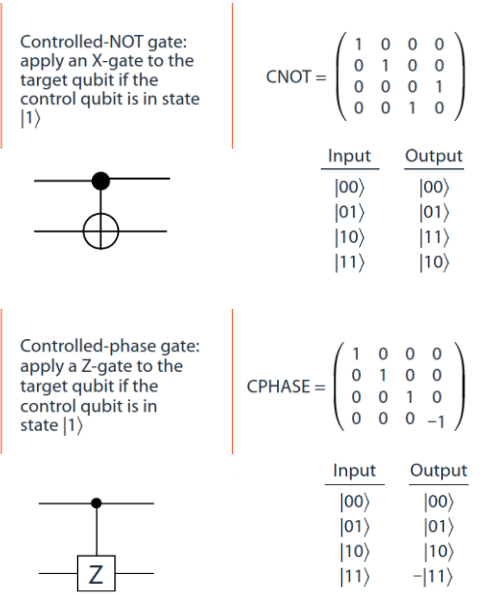 Controlled-NOT gate:
apply an X-gate to the
target qubit if the
control qubit is in state
|1⟩
CNOT =
1 0 0 0
0 1 0 0
0 0 0 1
0 0 1 0
Input Output
|00⟩ |00⟩
|01⟩ |01⟩
|10⟩ |11⟩
|11⟩ |10⟩
Controlled-phase gate:
apply a Z-gate to the
target qubit if the
control qubit is in
state |1⟩
CPHASE =
1 0 0 0
0 1 0 0
0 0 1 0
0 0 0 −1
Z
Input Output
|00⟩ |00⟩
|01⟩ |01⟩
|10⟩ |10⟩
|11⟩ −|11⟩